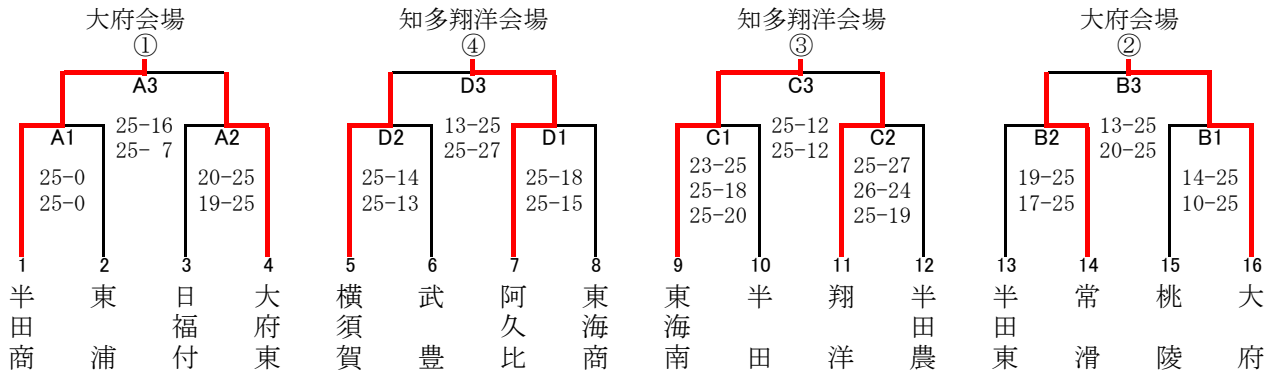 大府会場 知多翔洋会場 知多翔洋会場 大府会場
① ④ ③ ②
A3 D3 C3 B3
A1 25-16 A2 D2 13-25 D1 C1 25-12 C2 B2 13-25 B1
25- 7 25-27 25-12 20-25
25-0 20-25 25-14 25-18 23-25 25-27 19-25 14-25
25-0 19-25 25-13 25-15 25-18 26-24 17-25 10-25
25-20 25-19
1 2 3 4 5 6 7 8 9 10 11 12 13 14 15 16
半田商 東浦 日福付 大府東 横須賀 武豊 阿久比 東海商 東海南 半田 翔洋 半田農 半田東 常滑 桃陵 大府